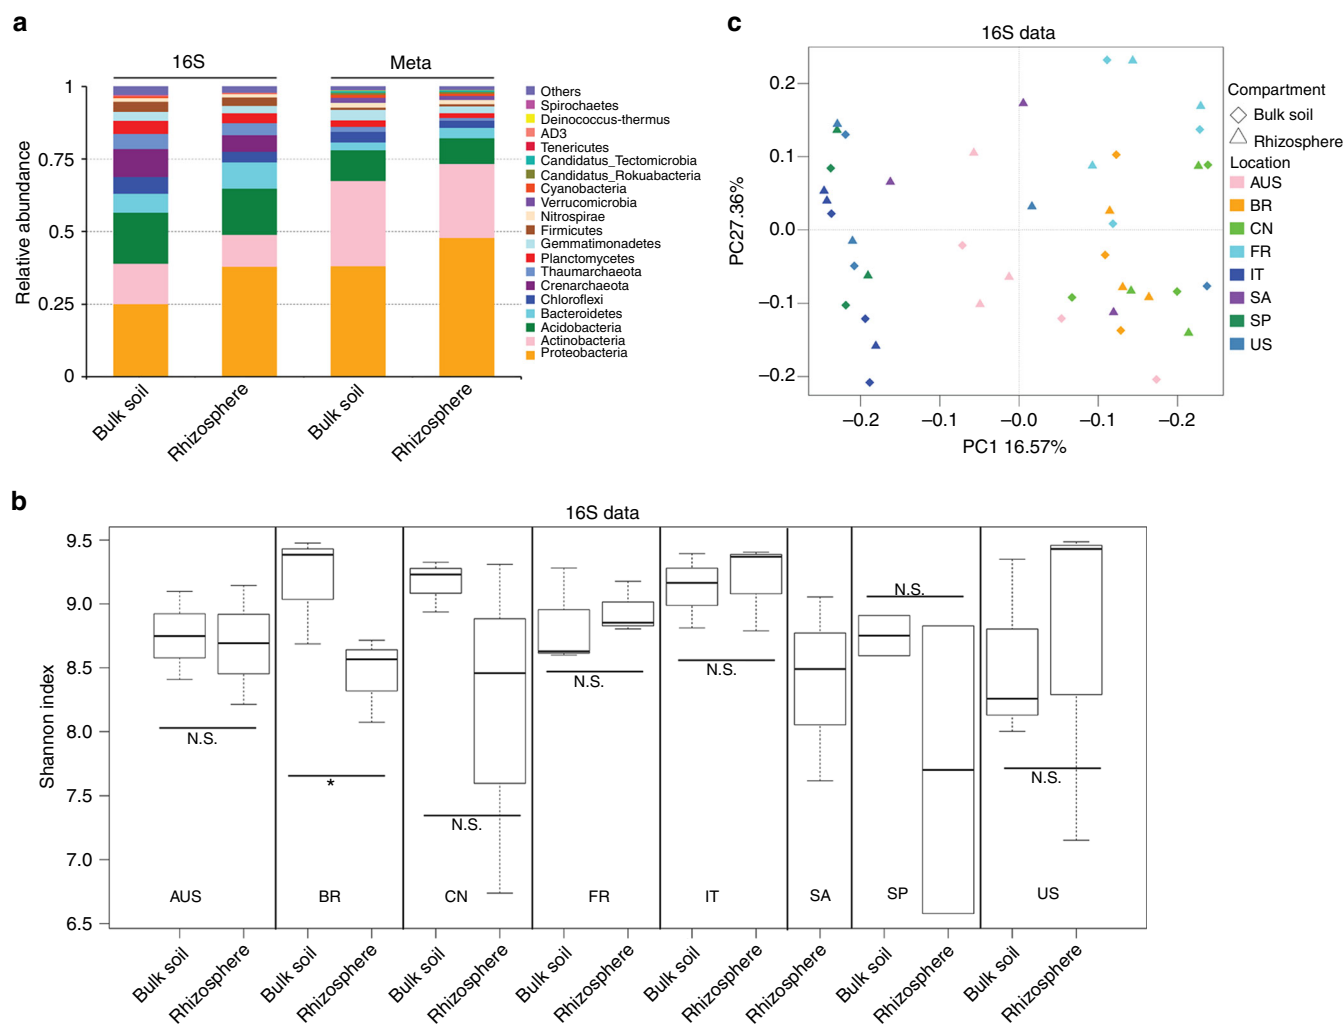 a
16S Meta
Relative abundance
1
0.75
0.5
0.25
0
Bulk soil
Rhizosphere
Bulk soil
Rhizosphere
Others
Spirochaetes
Deinococcus-thermus
AD3
Tenericutes
Candidatus_Tectomicrobia
Candidatus_Rokuabacteria
Cyanobacteria
Verrucomicrobia
Nitrospirae
Firmicutes
Gemmatimonadetes
Planctomycetes
Thaumarchaeota
Crenarchaeota
Chloroflexi
Bacteroidetes
Acidobacteria
Actinobacteria
Proteobacteria
c
16S data
PC27.36%
0.2
0.1
0.0
–0.1
–0.2
–0.2 –0.1 –0.0 –0.1 –0.2
PC1 16.57%
Compartment
Bulk soil
Rhizosphere
Location
AUS
BR
CN
FR
IT
SA
SP
US
b
16S data
Shannon index
9.5
9.0
8.5
8.0
7.5
7.0
6.5
N.S.
*
N.S.
N.S.
N.S.
N.S.
N.S.
AUS BR CN FR IT SA SP US
Bulk soil
Rhizosphere
Bulk soil
Rhizosphere
Bulk soil
Rhizosphere
Bulk soil
Rhizosphere
Bulk soil
Rhizosphere
Rhizosphere
Bulk soil
Rhizosphere
Bulk soil
Rhizosphere